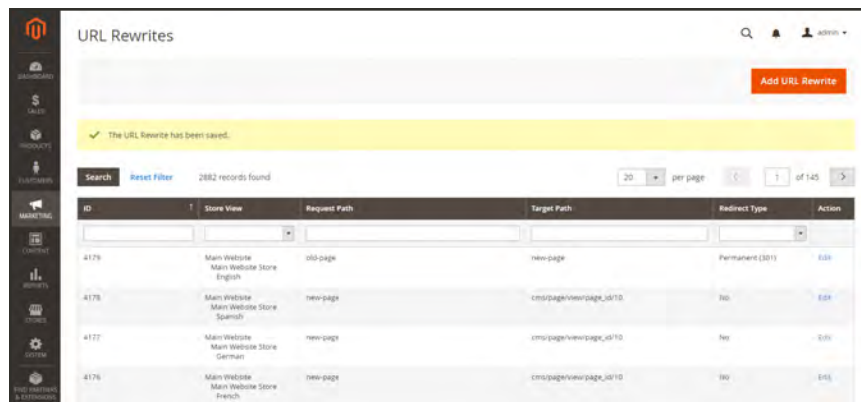 URL Rewrites
admin
DASHBOARD
$
SALES
PRODUCTS
CUSTOMERS
MARKETING
CONTENT
REPORTS
STORES
SYSTEM
FIND PARTNERS
& EXTENSIONS
Add URL Rewrite
The URL Rewrite has been saved.
Search Reset Filter 2882 records found 20 per page 1 of 145
ID ↑ Store View Request Path Target Path Redirect Type Action
4179 Main Website old-page new-page Permanent (301) Edit
Main Website Store
English
4178 Main Website new-page cms/page/view/page_id/10 No Edit
Main Website Store
Spanish
4177 Main Website new-page cms/page/view/page_id/10 No Edit
Main Website Store
German
4176 Main Website new-page cms/page/view/page_id/10 No Edit
Main Website Store
French